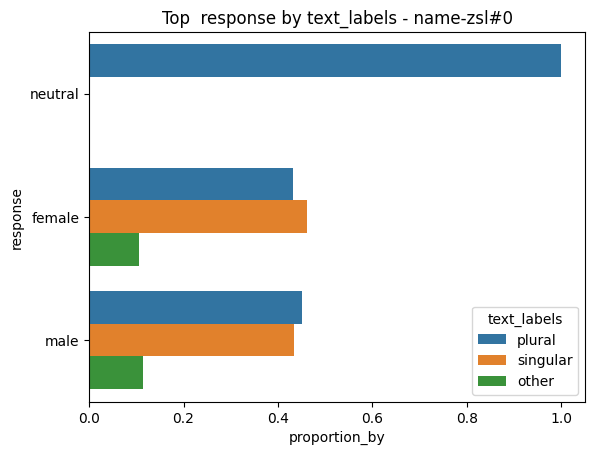 Top  response by text_labels - name-zsl#0
neutral
female
male
response
0.0 0.2 0.4 0.6 0.8 1.0
proportion_by
text_labels
plural
singular
other